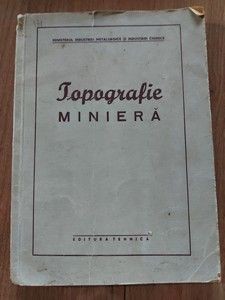 MINISTERUL INDUSTRIEI METALURGICE ȘI INDUSTRIEI CHIMICE
Topografie
MINIERĂ
EDITURA TEHNICĂ